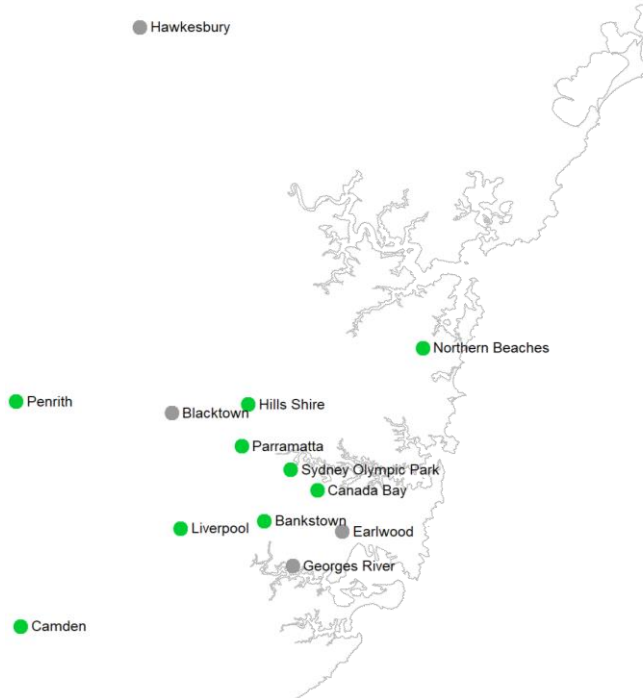 Hawkesbury
Northern Beaches
Penrith
Hills Shire
Blacktown
Parramatta
Sydney Olympic Park
Canada Bay
Bankstown
Liverpool
Earlwood
Georges River
Camden